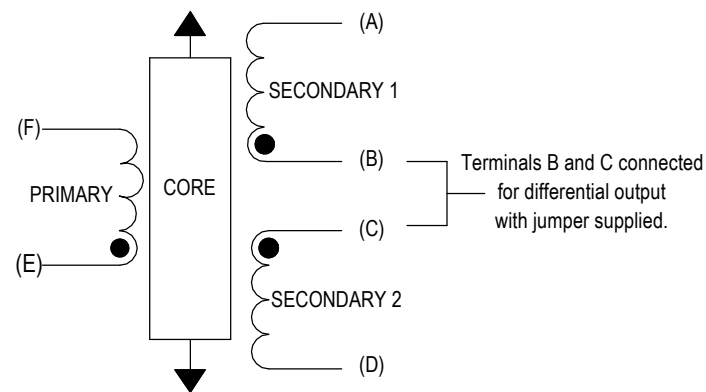 (A)
SECONDARY 1
(F)
(B)
Terminals B and C connected
for differential output
with jumper supplied.
PRIMARY
CORE
(C)
(E)
SECONDARY 2
(D)